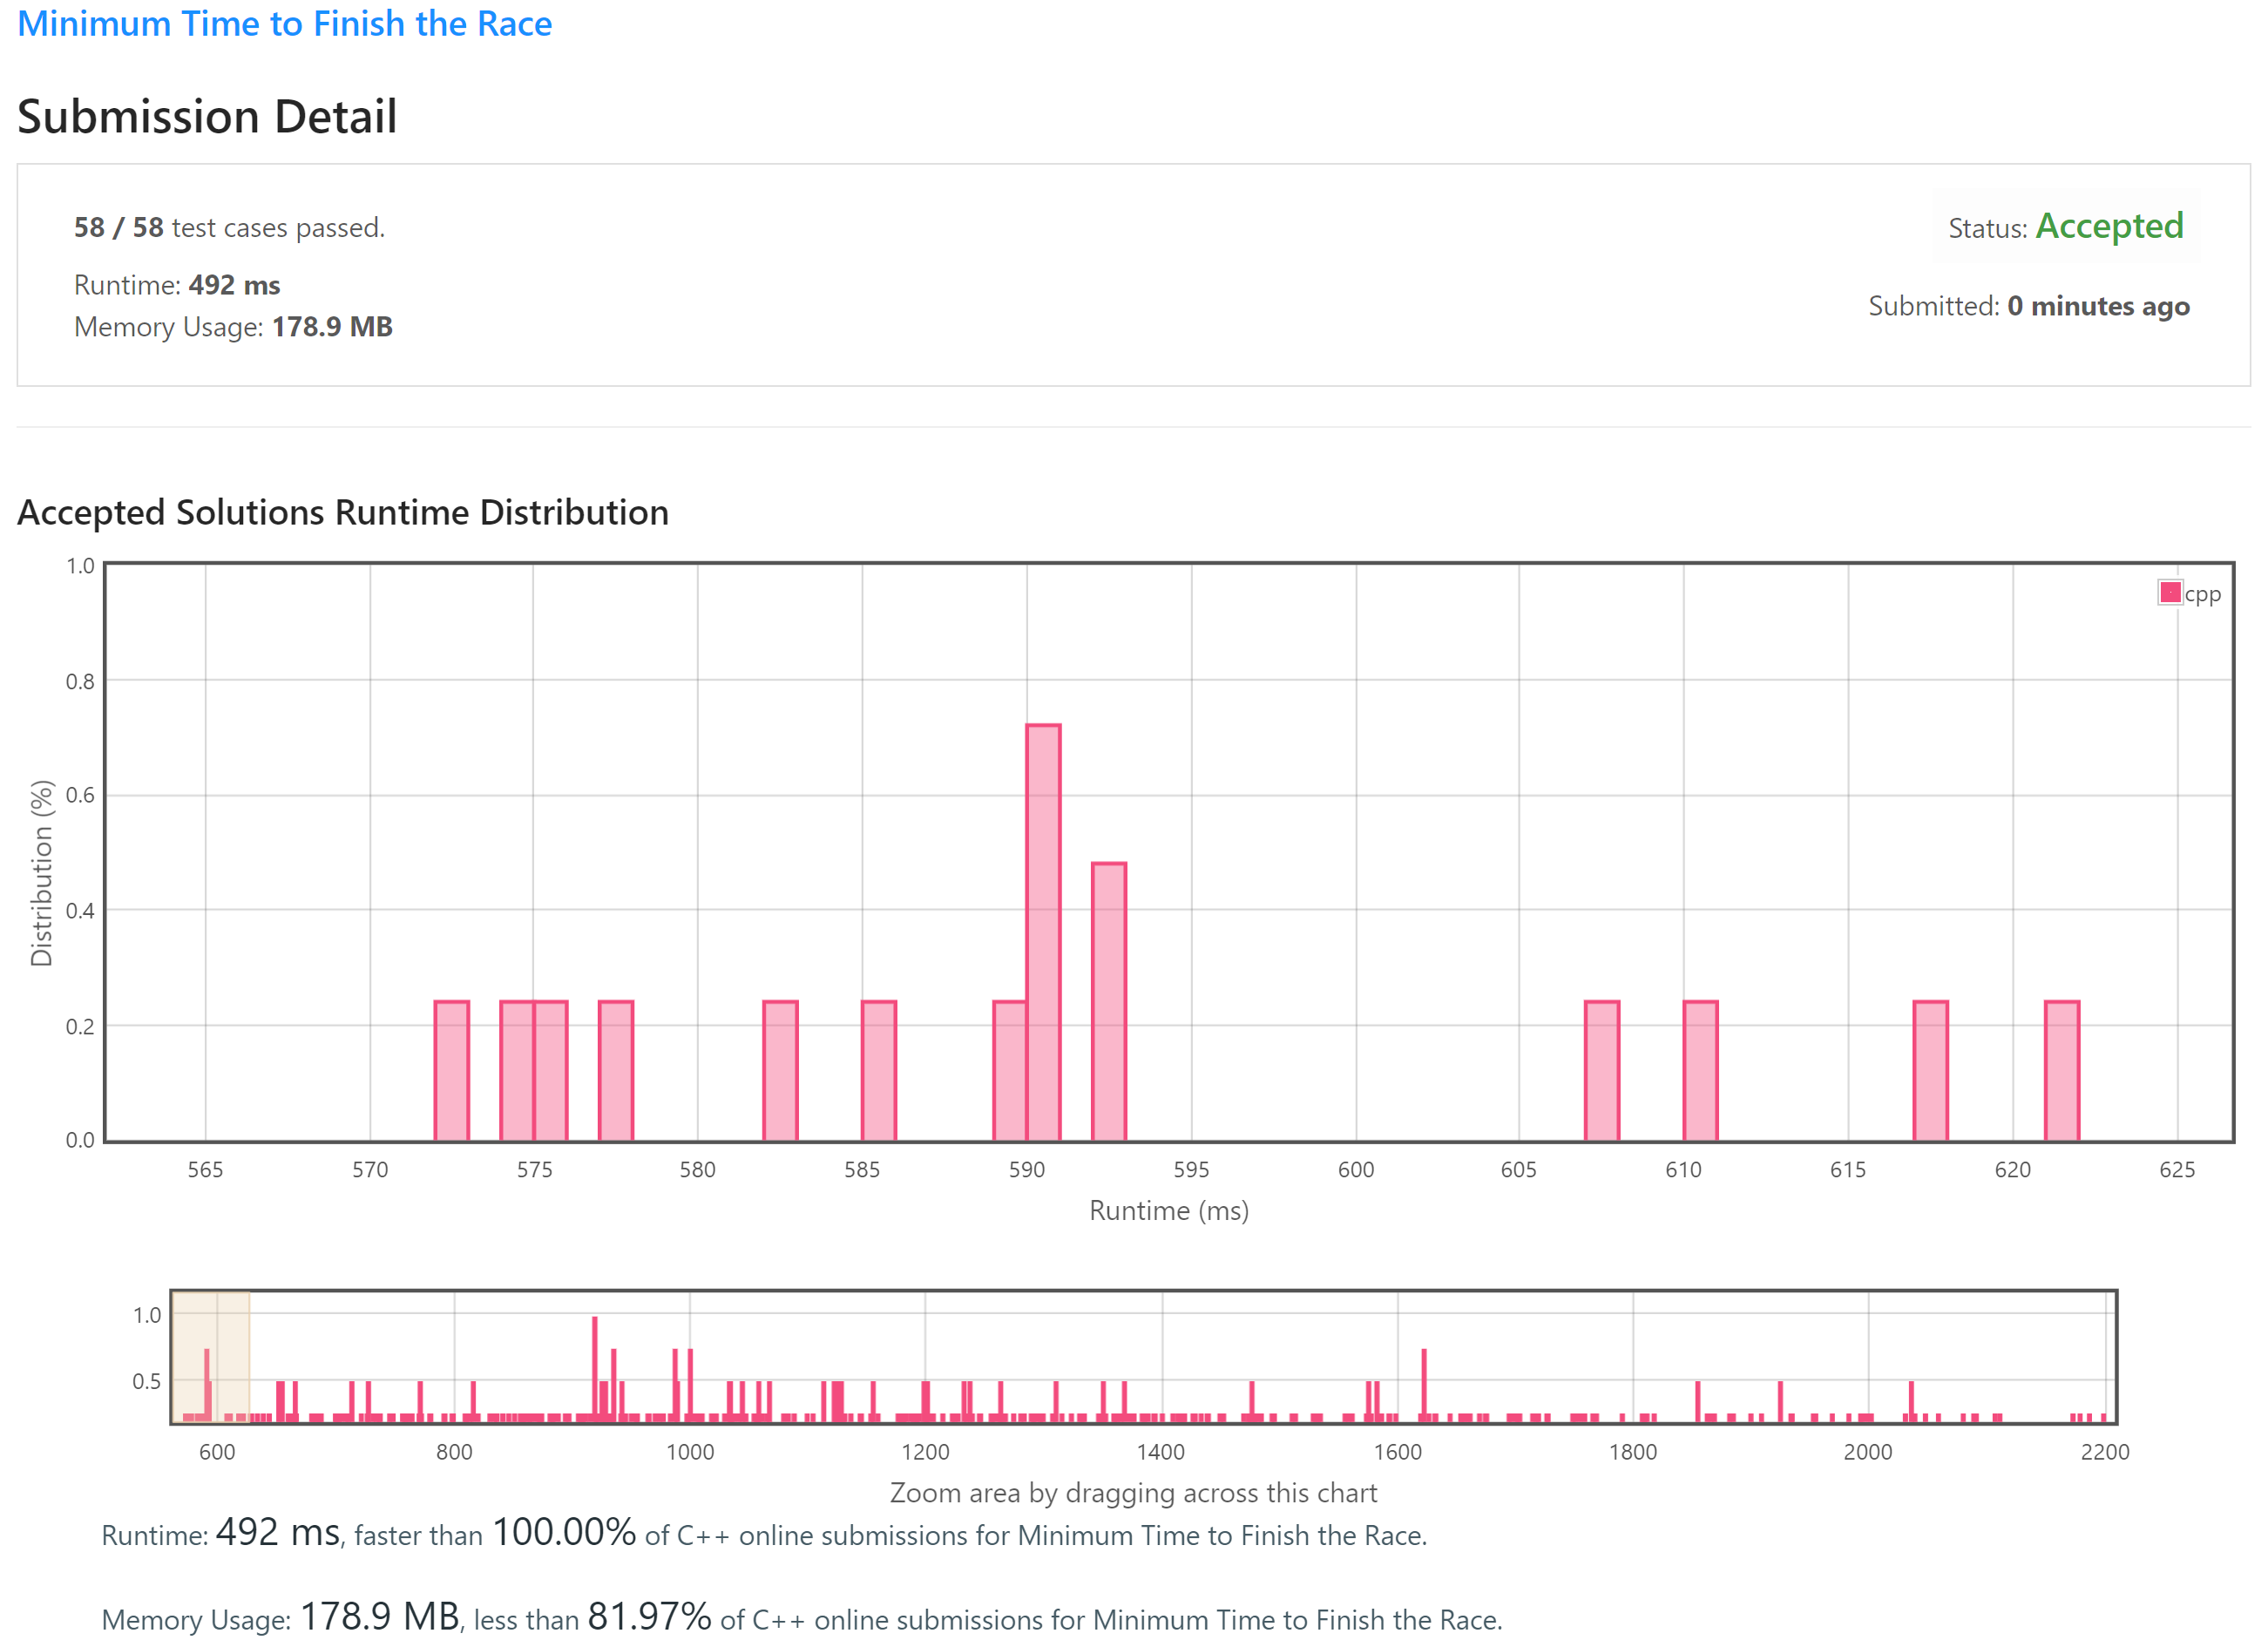 Minimum Time to Finish the Race
Submission Detail
58 / 58 test cases passed.
Status: Accepted
Runtime: 492 ms
Submitted: 0 minutes ago
Memory Usage: 178.9 MB
Accepted Solutions Runtime Distribution
1.0
cpp
0.8
0.6
0.4
0.2
0.0
Distribution (%)
565 570 575 580 585 590 595 600 605 610 615 620 625
Runtime (ms)
1.0
0.5
600 800 1000 1200 1400 1600 1800 2000 2200
Zoom area by dragging across this chart
Runtime: 492 ms, faster than 100.00% of C++ online submissions for Minimum Time to Finish the Race.
Memory Usage: 178.9 MB, less than 81.97% of C++ online submissions for Minimum Time to Finish the Race.